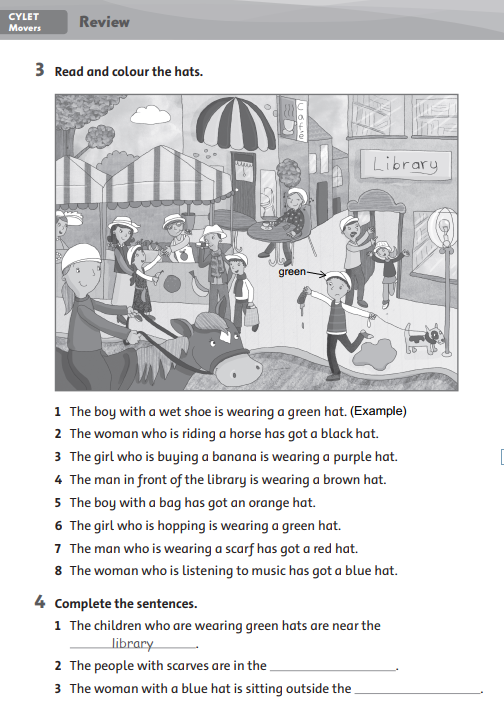 CYLET
Movers
Review
3 Read and colour the hats.
Café
Library
green
1 The boy with a wet shoe is wearing a green hat. (Example)
2 The woman who is riding a horse has got a black hat.
3 The girl who is buying a banana is wearing a purple hat.
4 The man in front of the library is wearing a brown hat.
5 The boy with a bag has got an orange hat.
6 The girl who is hopping is wearing a green hat.
7 The man who is wearing a scarf has got a red hat.
8 The woman who is listening to music has got a blue hat.
4 Complete the sentences.
1 The children who are wearing green hats are near the
library.
2 The people with scarves are in the ____________________.
3 The woman with a blue hat is sitting outside the ____________________.